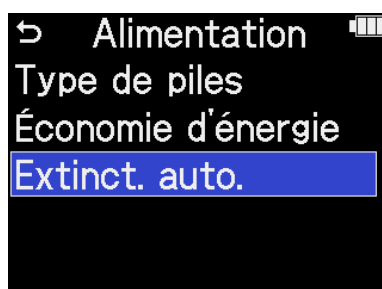 Alimentation
Type de piles
Économie d'énergie
Extinct. auto.